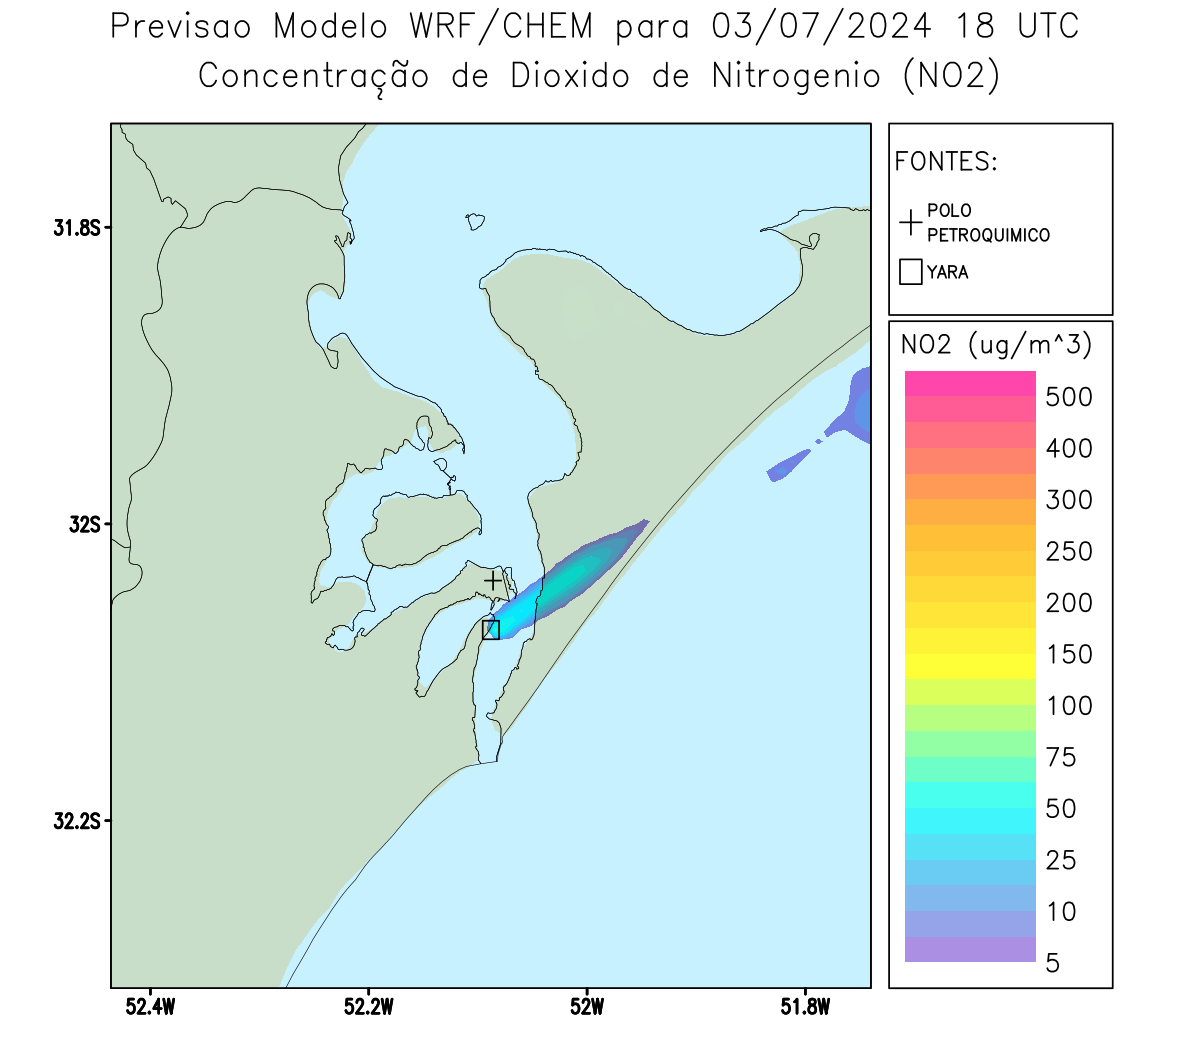 Previsao Modelo WRF/CHEM para 03/07/2024 18 UTC
Concentração de Dioxido de Nitrogenio (NO2)
FONTES:
POLO
PETROQUIMICO
YARA
31.8S
32S
32.2S
52.4W
52.2W
52W
51.8W
NO2 (ug/m^3)
500
400
300
250
200
150
100
75
50
25
10
5